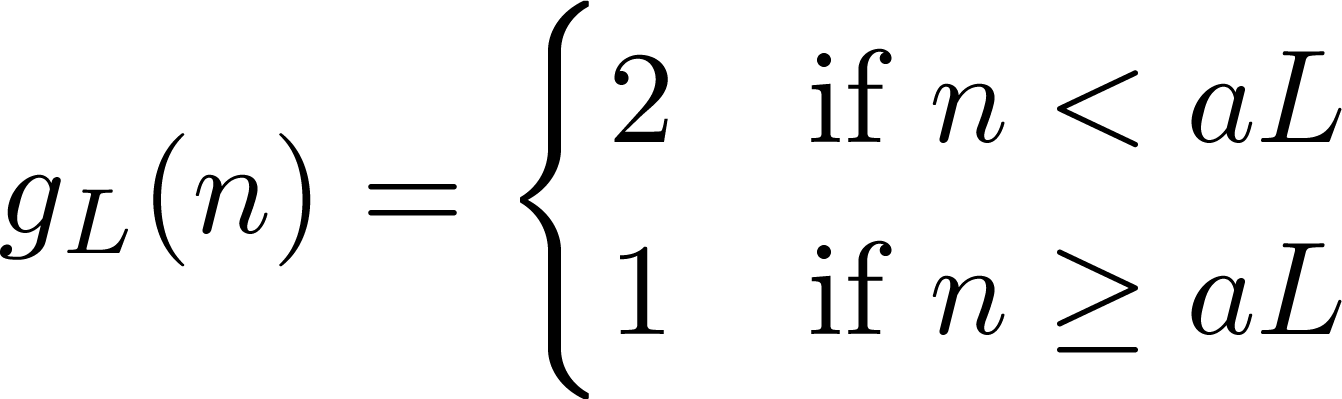 g_L(n) = { 2 if n < aL
1 if n ≥ aL